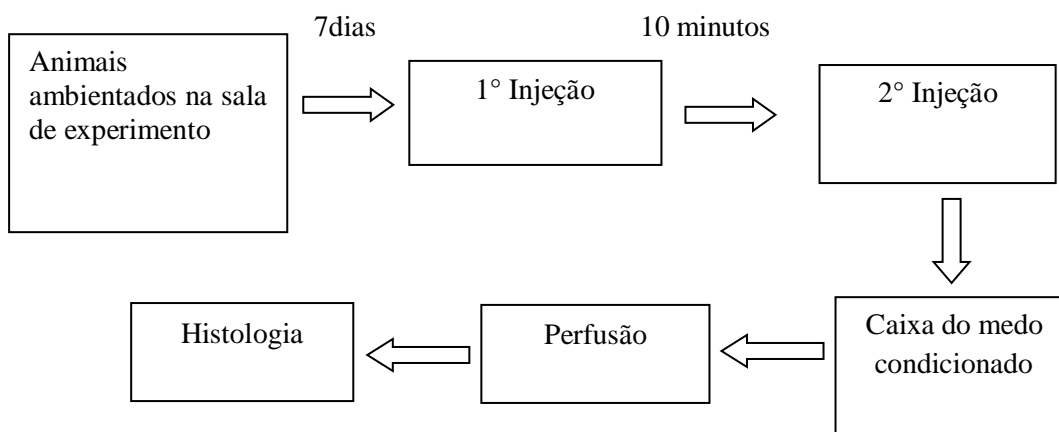 7dias
10 minutos
Animais
ambientados na sala
de experimento
1° Injeção
2° Injeção
Caixa do medo
condicionado
Perfusão
Histologia